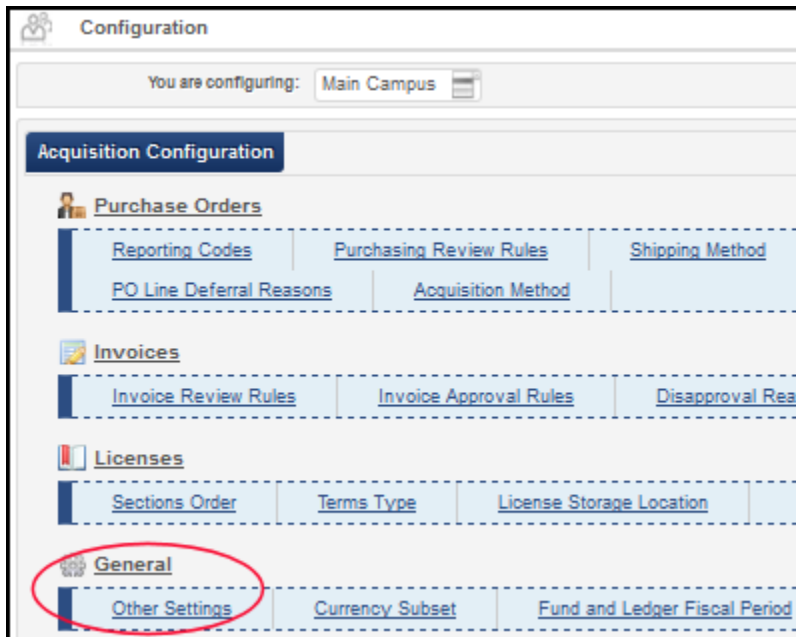 Configuration
You are configuring: Main Campus
Acquisition Configuration
Purchase Orders
Reporting Codes Purchasing Review Rules Shipping Method
PO Line Deferral Reasons Acquisition Method
Invoices
Invoice Review Rules Invoice Approval Rules Disapproval Rea
Licenses
Sections Order Terms Type License Storage Location
General
Other Settings Currency Subset Fund and Ledger Fiscal Period